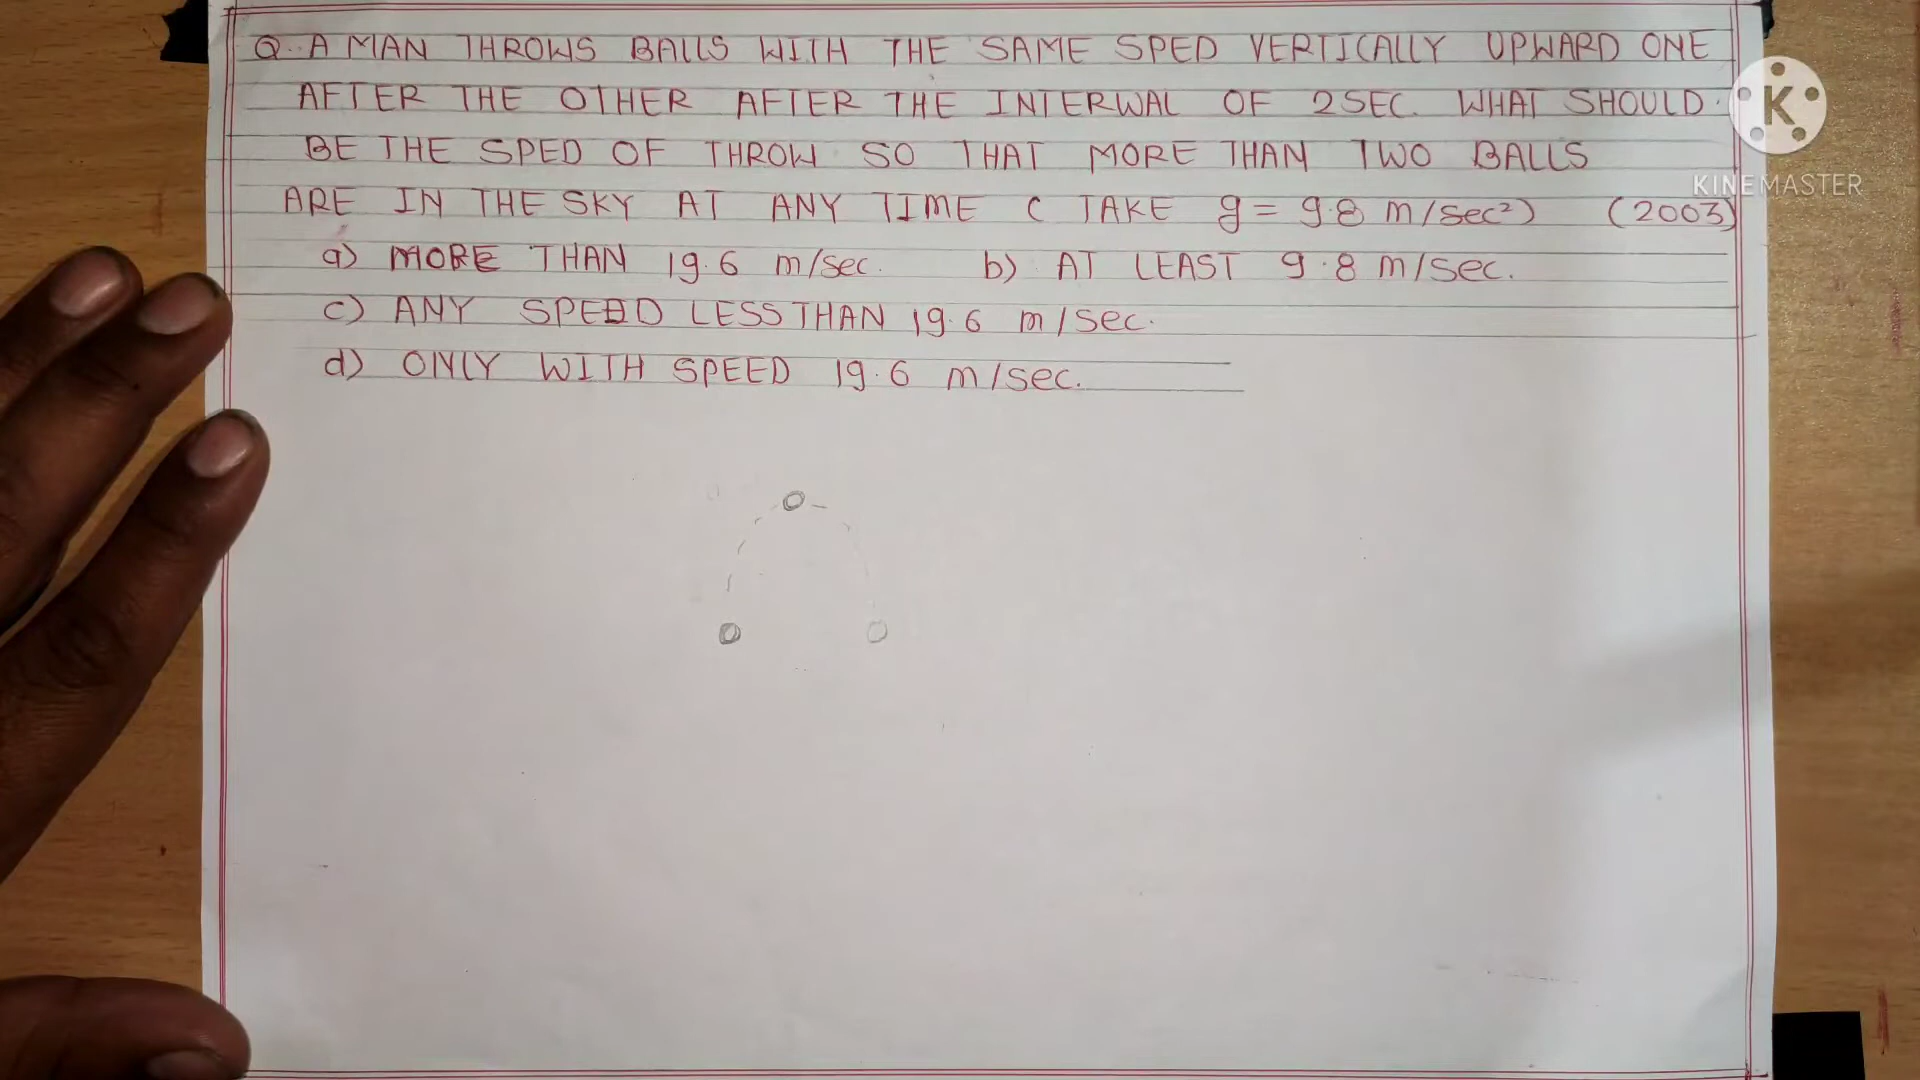 Q. A MAN THROWS BALLS WITH THE SAME SPED VERTICALLY UPWARD ONE
AFTER THE OTHER AFTER THE INTERWAL OF 2SEC. WHAT SHOULD
BE THE SPED OF THROW SO THAT MORE THAN TWO BALLS
ARE IN THE SKY AT ANY TIME ( TAKE g = 9.8 m/sec²) (2003)
a) MORE THAN 19.6 m/sec. b) AT LEAST 9.8 m/sec.
c) ANY SPEED LESS THAN 19.6 m/sec.
d) ONLY WITH SPEED 19.6 m/sec.
K
KINEMASTER